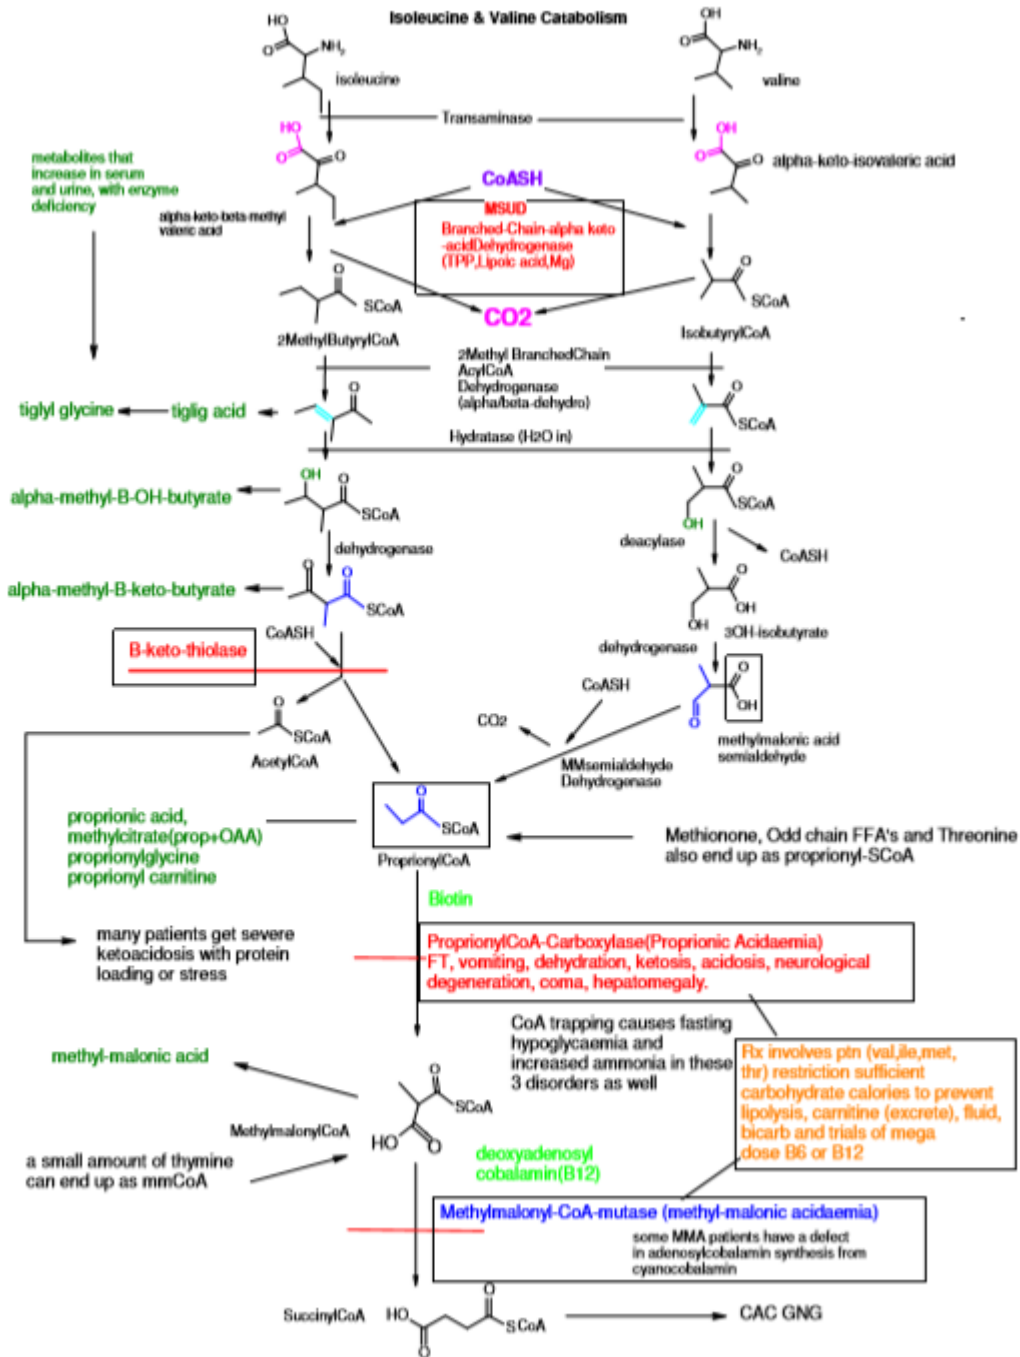 Isoleucine & Valine Catabolism
HO
O
NH2
isoleucine
OH
O
NH2
valine
Transaminase
HO
O
O
alpha-keto-beta-methyl
valeric acid
OH
O
O
alpha-keto-isovaleric acid
metabolites that
increase in serum
and urine, with enzyme
deficiency
CoASH
MSUD
Branched-Chain-alpha keto
-acidDehydrogenase
(TPP,Lipoic acid,Mg)
CO2
O
SCoA
2MethylButyrylCoA
O
SCoA
IsobutyrylCoA
2Methyl BranchedChain
AcylCoA
Dehydrogenase
(alpha/beta-dehydro)
tiglyl glycine
tiglig acid
O
O
SCoA
Hydratase (H2O in)
alpha-methyl-B-OH-butyrate
OH
O
SCoA
O
SCoA
OH
dehydrogenase
deacylase
CoASH
alpha-methyl-B-keto-butyrate
O
O
SCoA
O
OH
OH
3OH-isobutyrate
CoASH
B-keto-thiolase
dehydrogenase
O
OH
O
methylmalonic acid
semialdehyde
CoASH
CO2
MMsemialdehyde
Dehydrogenase
O
SCoA
AcetylCoA
proprionic acid,
methylcitrate(prop+OAA)
proprionylglycine
proprionyl carnitine
O
SCoA
ProprionylCoA
Methionone, Odd chain FFA's and Threonine
also end up as proprionyl-SCoA
Biotin
many patients get severe
ketoacidosis with protein
loading or stress
ProprionylCoA-Carboxylase(Proprionic Acidaemia)
FT, vomiting, dehydration, ketosis, acidosis, neurological
degeneration, coma, hepatomegaly.
CoA trapping causes fasting
hypoglycaemia and
increased ammonia in these
3 disorders as well
Rx involves ptn (val,ile,met,
thr) restriction sufficient
carbohydrate calories to prevent
lipolysis, carnitine (excrete), fluid,
bicarb and trials of mega
dose B6 or B12
methyl-malonic acid
O
SCoA
HO
O
MethylmalonylCoA
a small amount of thymine
can end up as mmCoA
deoxyadenosyl
cobalamin(B12)
Methylmalonyl-CoA-mutase (methyl-malonic acidaemia)
some MMA patients have a defect
in adenosylcobalamin synthesis from
cyanocobalamin
SuccinylCoA
HO
O
O
SCoA
CAC GNG